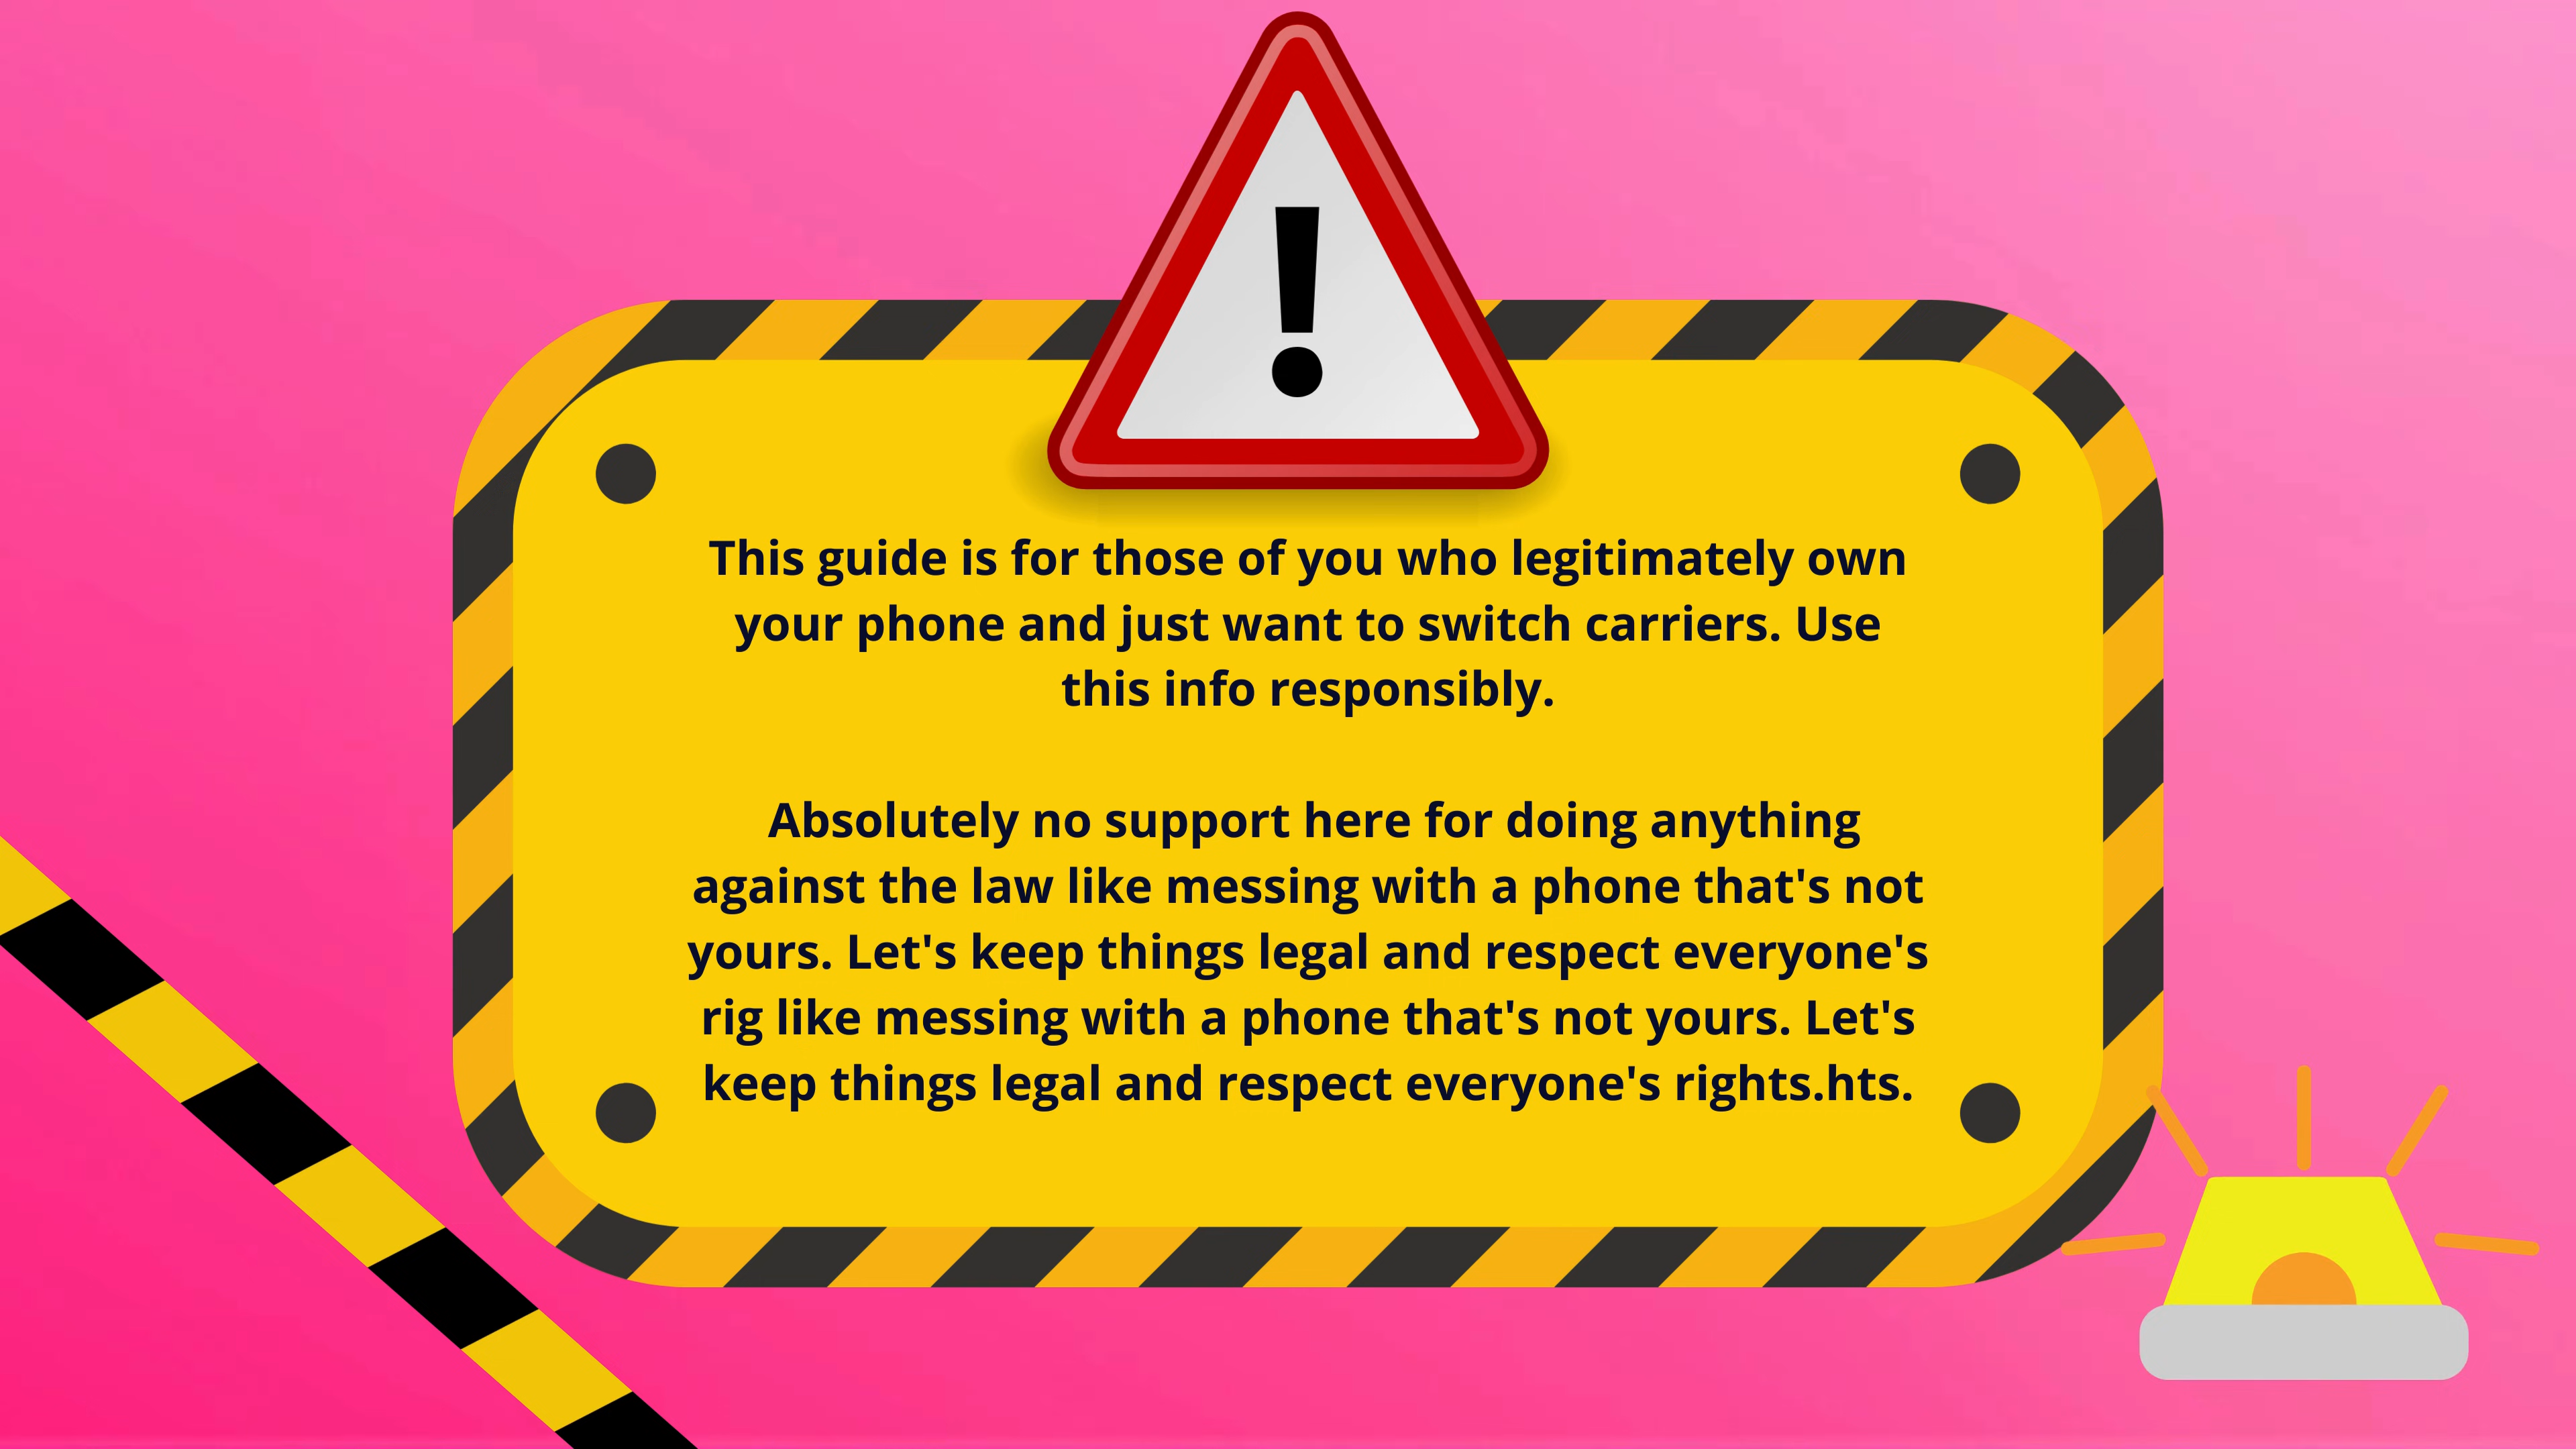 !
This guide is for those of you who legitimately own
your phone and just want to switch carriers. Use
this info responsibly.
Absolutely no support here for doing anything
against the law like messing with a phone that's not
yours. Let's keep things legal and respect everyone's
rig like messing with a phone that's not yours. Let's
keep things legal and respect everyone's rights.hts.